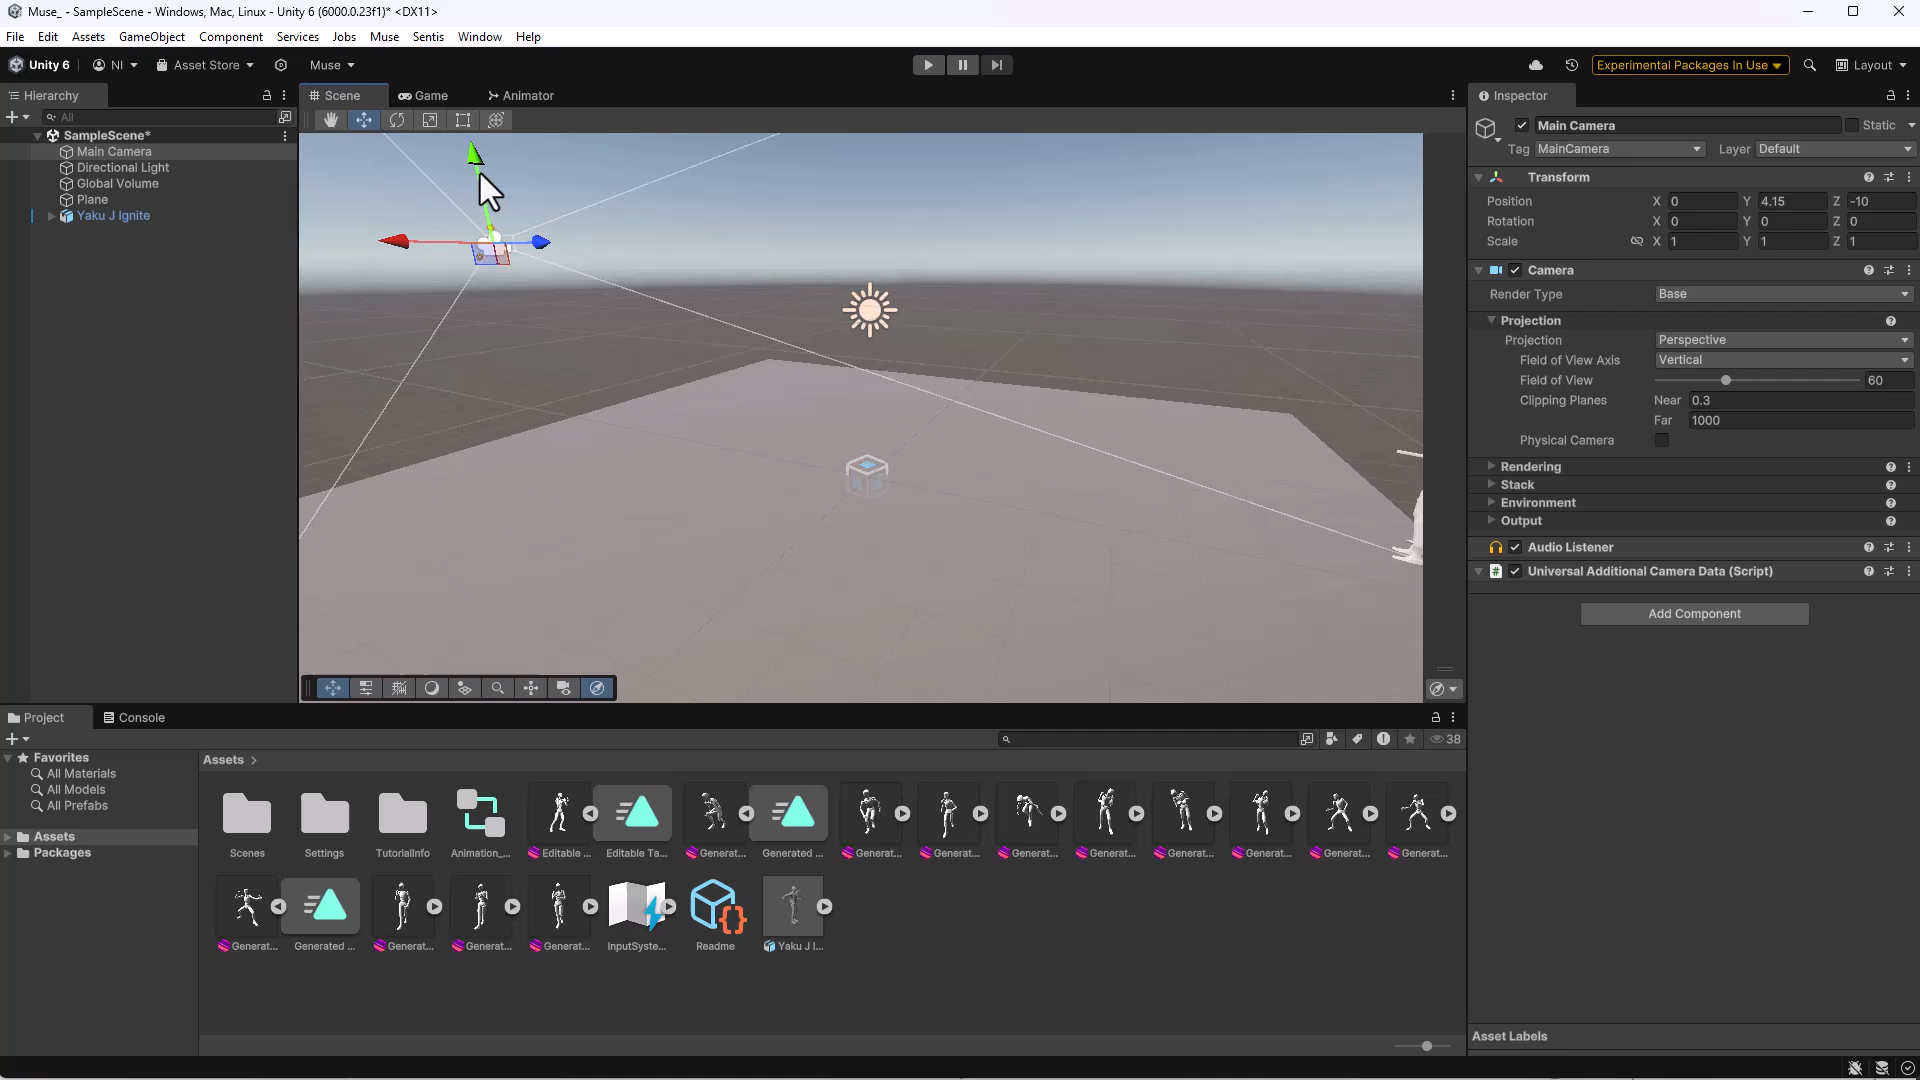 Muse_ - SampleScene - Windows, Mac, Linux - Unity 6 (6000.0.23f1)* <DX11>
File Edit Assets GameObject Component Services Jobs Muse Sentis Window Help
Unity 6 NI Asset Store Muse Experimental Packages In Use Layout
Hierarchy
All
SampleScene*
Main Camera
Directional Light
Global Volume
Plane
Yaku J Ignite
Scene Game Animator
Inspector
Main Camera Static
Tag MainCamera Layer Default
Transform
Position X 0 Y 4.15 Z -10
Rotation X 0 Y 0 Z 0
Scale X 1 Y 1 Z 1
Camera
Render Type Base
Projection
Projection Perspective
Field of View Axis Vertical
Field of View 60
Clipping Planes Near 0.3
Far 1000
Physical Camera
Rendering
Stack
Environment
Output
Audio Listener
# Universal Additional Camera Data (Script)
Add Component
Asset Labels
Project Console
38
Favorites
All Materials
All Models
All Prefabs
Assets
Packages
Assets >
Scenes Settings TutorialInfo Animation_... Editable ... Editable Ta... Generat... Generated ... Generat... Generat... Generat... Generat... Generat... Generat... Generat... Generat...
Generat... Generated ... Generat... Generat... Generat... InputSyste... Readme Yaku J I...